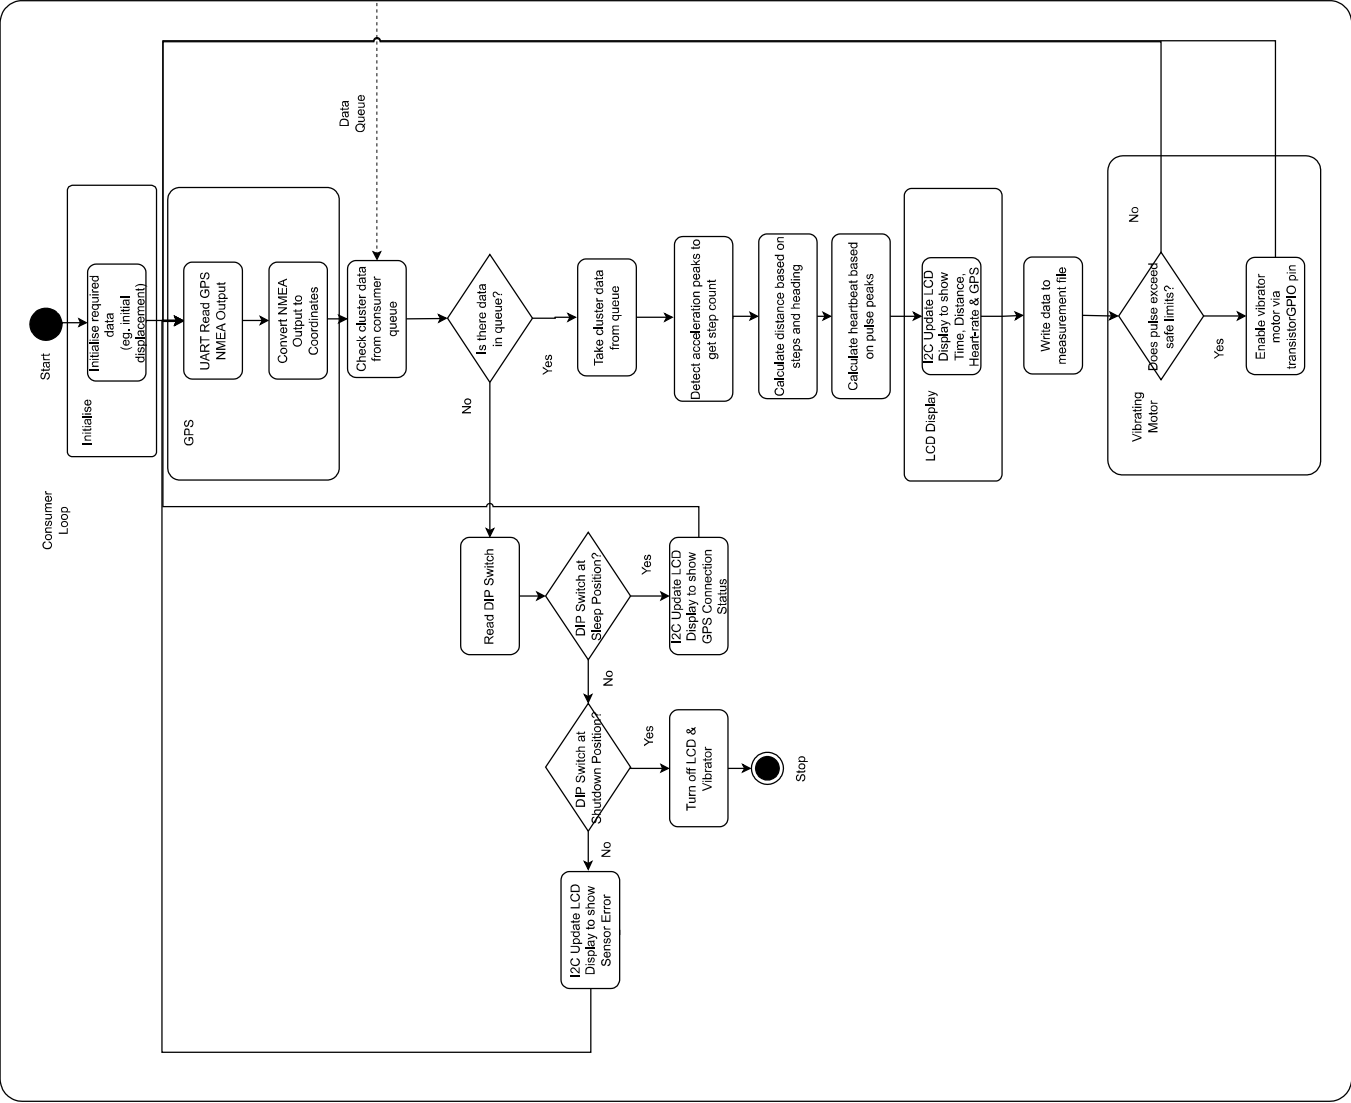 Consumer
Loop
Start
Initialise
Initialise required
data
(eg. initial
displacement)
GPS
UART Read GPS
NMEA Output
Convert NMEA
Output to
Coordinates
Data
Queue
Check cluster data
from consumer
queue
Is there data
in queue?
Yes
No
Take cluster data
from queue
Detect acceleration peaks to
get step count
Calculate distance based on
steps and heading
Calculate heartbeat based
on pulse peaks
LCD Display
I2C Update LCD
Display to show
Time, Distance,
Heart-rate & GPS
Write data to
measurement file
Vibrating
Motor
Does pulse exceed
safe limits?
No
Yes
Enable vibrator
motor via
transistorGPIO pin
Read DIP Switch
DIP Switch at
Sleep Position?
Yes
No
I2C Update LCD
Display to show
GPS Connection
Status
DIP Switch at
Shutdown Position?
Yes
No
Turn off LCD &
Vibrator
Stop
I2C Update LCD
Display to show
Sensor Error